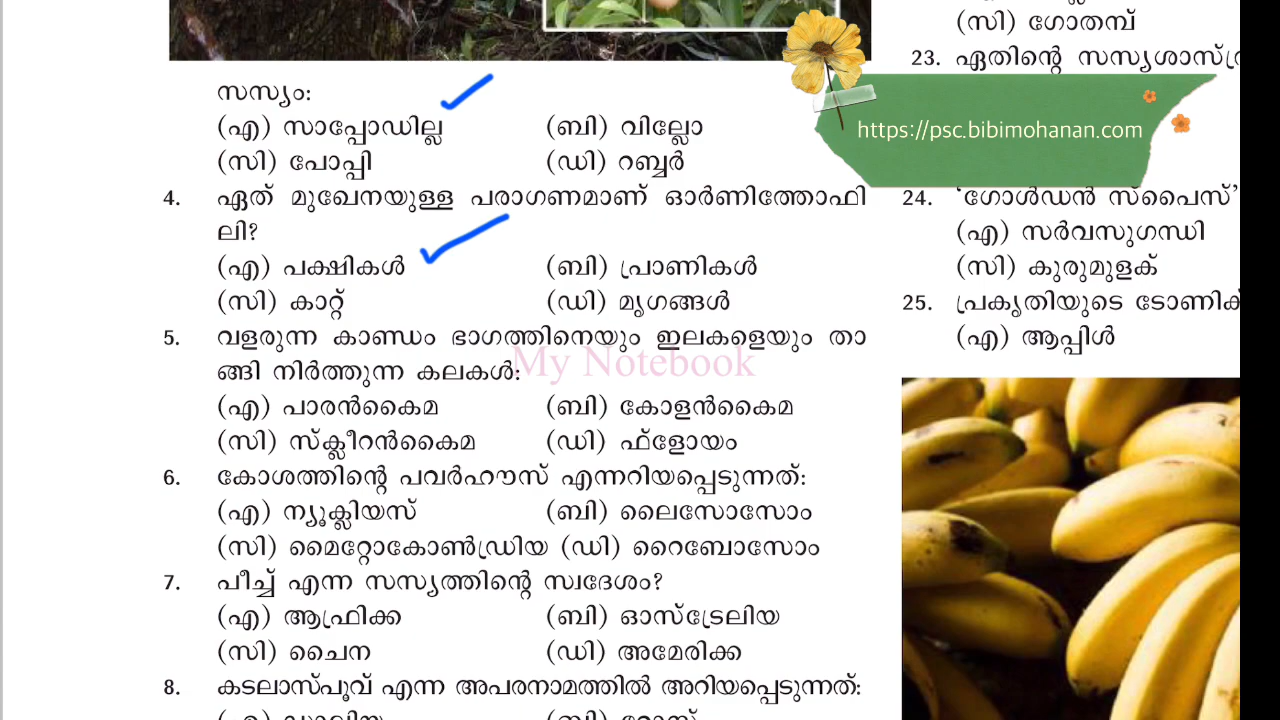 സസ്യം:
(എ) സാപ്പോഡില്ല (ബി) വില്ലോ
(സി) പോപ്പി (ഡി) റബ്ബർ
4. ഏത് മുഖേനയുള്ള പരാഗണമാണ് ഓർണിത്തോഫി
ലി?
(എ) പക്ഷികൾ (ബി) പ്രാണികൾ
(സി) കാറ്റ് (ഡി) മൃഗങ്ങൾ
5. വളരുന്ന കാണ്ഡം ഭാഗത്തിനെയും ഇലകളെയും താ
ങ്ങി നിർത്തുന്ന കലകൾ:
(എ) പാരൻകൈമ (ബി) കോളൻകൈമ
(സി) സ്ക്ലീറൻകൈമ (ഡി) ഫ്ളോയം
6. കോശത്തിന്റെ പവർഹൗസ് എന്നറിയപ്പെടുന്നത്:
(എ) ന്യൂക്ലിയസ് (ബി) ലൈസോസോം
(സി) മൈറ്റോകോൺഡ്രിയ (ഡി) റൈബോസോം
7. പീച്ച് എന്ന സസ്യത്തിന്റെ സ്വദേശം?
(എ) ആഫ്രിക്ക (ബി) ഓസ്ട്രേലിയ
(സി) ചൈന (ഡി) അമേരിക്ക
8. കടലാസ്പൂവ് എന്ന അപരനാമത്തിൽ അറിയപ്പെടുന്നത്:
My Notebook
(സി) ഗോതമ്പ്
23. ഏതിന്റെ
https://psc.bibimohanan.com
24. 'ഗോൾഡൻ സ്പൈസ്'
(എ) സർവസുഗന്ധി
(സി) കുരുമുളക്
25. പ്രകൃതിയുടെ
(എ) ആപ്പിൾ